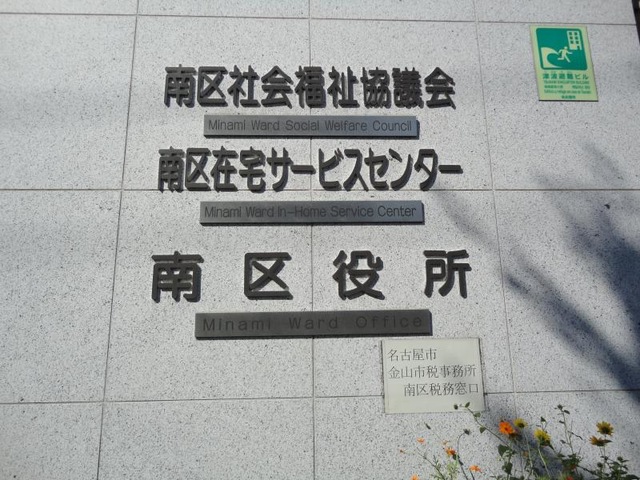 南区社会福祉協議会
Minami Ward Social Welfare Council
南区在宅サービスセンター
Minami Ward In-Home Service Center
南区役所
Minami Ward Office
津波避難ビル
名古屋市
金山市税事務所
南区税務窓口